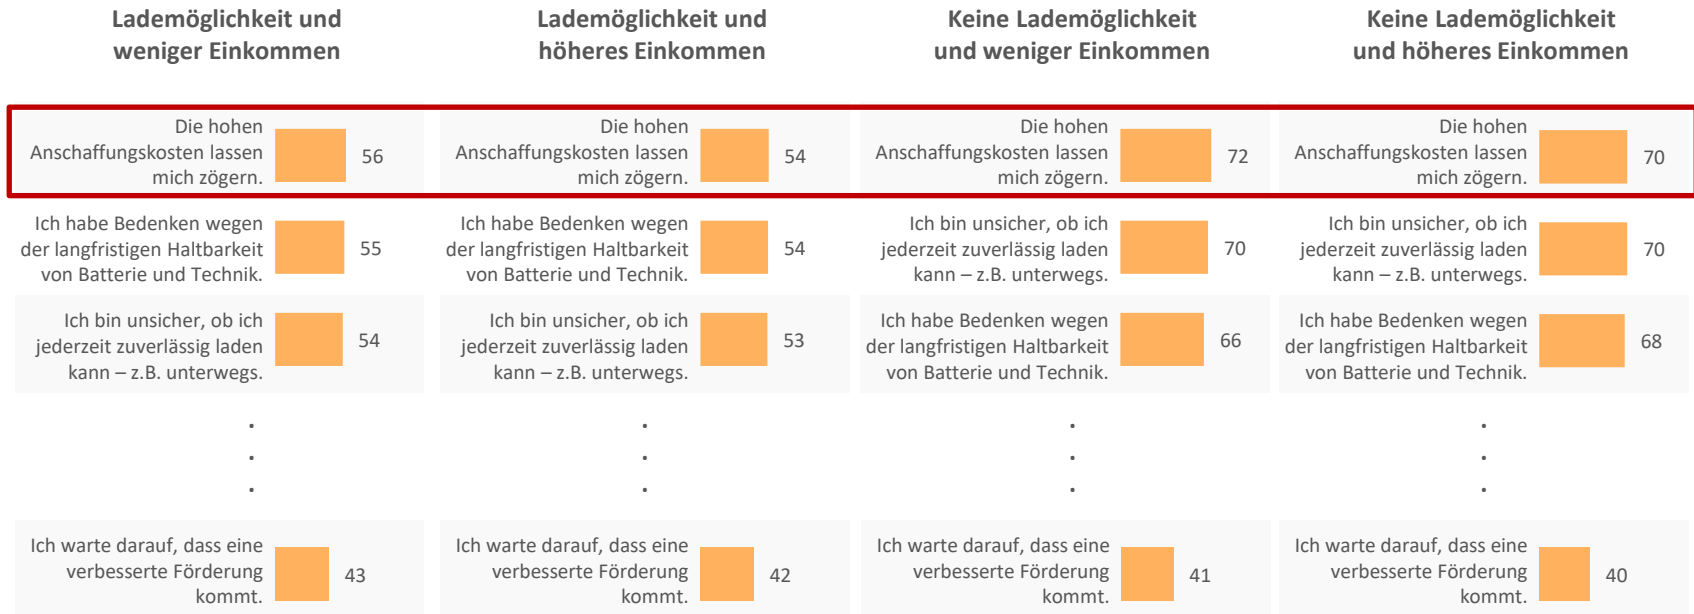 Lademöglichkeit und
weniger Einkommen
Lademöglichkeit und
höheres Einkommen
Keine Lademöglichkeit
und weniger Einkommen
Keine Lademöglichkeit
und höheres Einkommen
Die hohen
Anschaffungskosten lassen
mich zögern.
56
Die hohen
Anschaffungskosten lassen
mich zögern.
54
Die hohen
Anschaffungskosten lassen
mich zögern.
72
Die hohen
Anschaffungskosten lassen
mich zögern.
70
Ich habe Bedenken wegen
der langfristigen Haltbarkeit
von Batterie und Technik.
55
Ich habe Bedenken wegen
der langfristigen Haltbarkeit
von Batterie und Technik.
54
Ich bin unsicher, ob ich
jederzeit zuverlässig laden
kann – z.B. unterwegs.
70
Ich bin unsicher, ob ich
jederzeit zuverlässig laden
kann – z.B. unterwegs.
70
Ich bin unsicher, ob ich
jederzeit zuverlässig laden
kann – z.B. unterwegs.
54
Ich bin unsicher, ob ich
jederzeit zuverlässig laden
kann – z.B. unterwegs.
53
Ich habe Bedenken wegen
der langfristigen Haltbarkeit
von Batterie und Technik.
66
Ich habe Bedenken wegen
der langfristigen Haltbarkeit
von Batterie und Technik.
68
. . . .
. . . .
. . . .
Ich warte darauf, dass eine
verbesserte Förderung
kommt.
43
Ich warte darauf, dass eine
verbesserte Förderung
kommt.
42
Ich warte darauf, dass eine
verbesserte Förderung
kommt.
41
Ich warte darauf, dass eine
verbesserte Förderung
kommt.
40